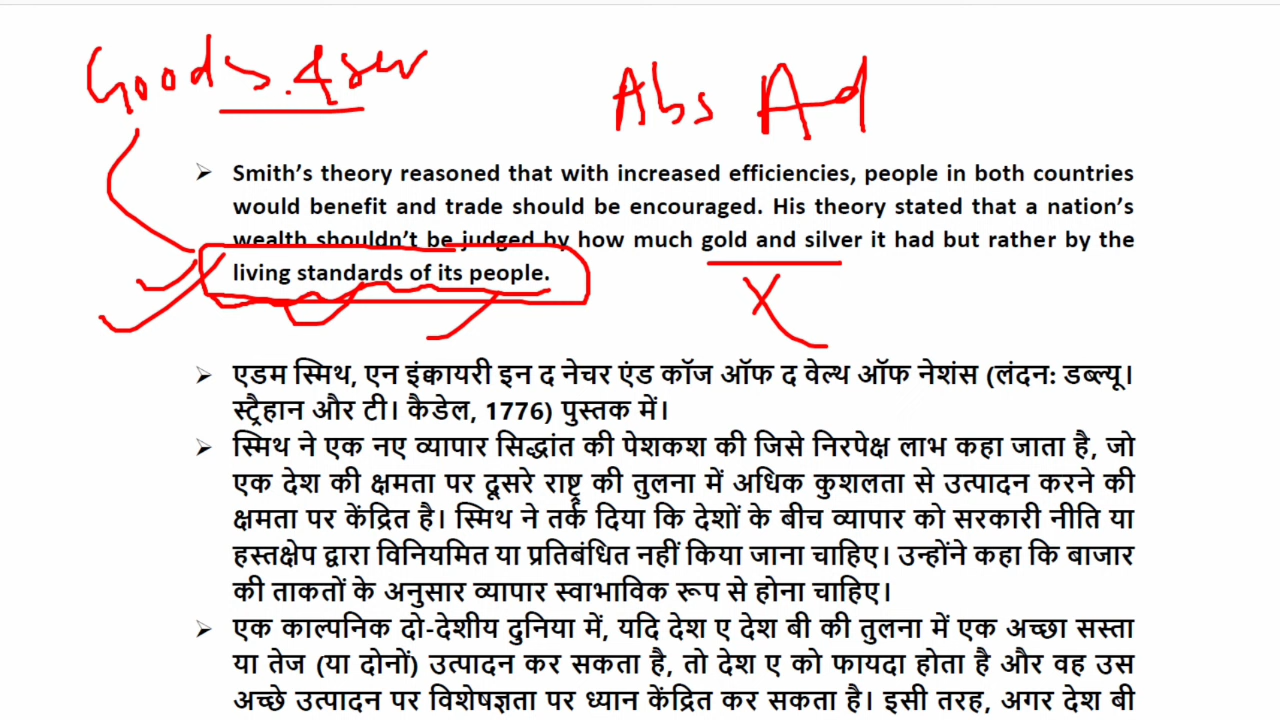 Goods & ser
Abs Ad
➢ Smith's theory reasoned that with increased efficiencies, people in both countries
would benefit and trade should be encouraged. His theory stated that a nation's
wealth shouldn't be judged by how much gold and silver it had but rather by the
living standards of its people.
X
➢ एडम स्मिथ, एन इंक्वायरी इन द नेचर एंड कॉज ऑफ द वेल्थ ऑफ नेशंस (लंदन: डब्ल्यू।
स्ट्रैहान और टी। कैडेल, 1776) पुस्तक में।
➢ स्मिथ ने एक नए व्यापार सिद्धांत की पेशकश की जिसे निरपेक्ष लाभ कहा जाता है, जो
एक देश की क्षमता पर दूसरे राष्ट्र की तुलना में अधिक कुशलता से उत्पादन करने की
क्षमता पर केंद्रित है। स्मिथ ने तर्क दिया कि देशों के बीच व्यापार को सरकारी नीति या
हस्तक्षेप द्वारा विनियमित या प्रतिबंधित नहीं किया जाना चाहिए। उन्होंने कहा कि बाजार
की ताकतों के अनुसार व्यापार स्वाभाविक रूप से होना चाहिए।
➢ एक काल्पनिक दो-देशीय दुनिया में, यदि देश ए देश बी की तुलना में एक अच्छा सस्ता
या तेज (या दोनों) उत्पादन कर सकता है, तो देश ए को फायदा होता है और वह उस
अच्छे उत्पादन पर विशेषज्ञता पर ध्यान केंद्रित कर सकता है। इसी तरह, अगर देश बी